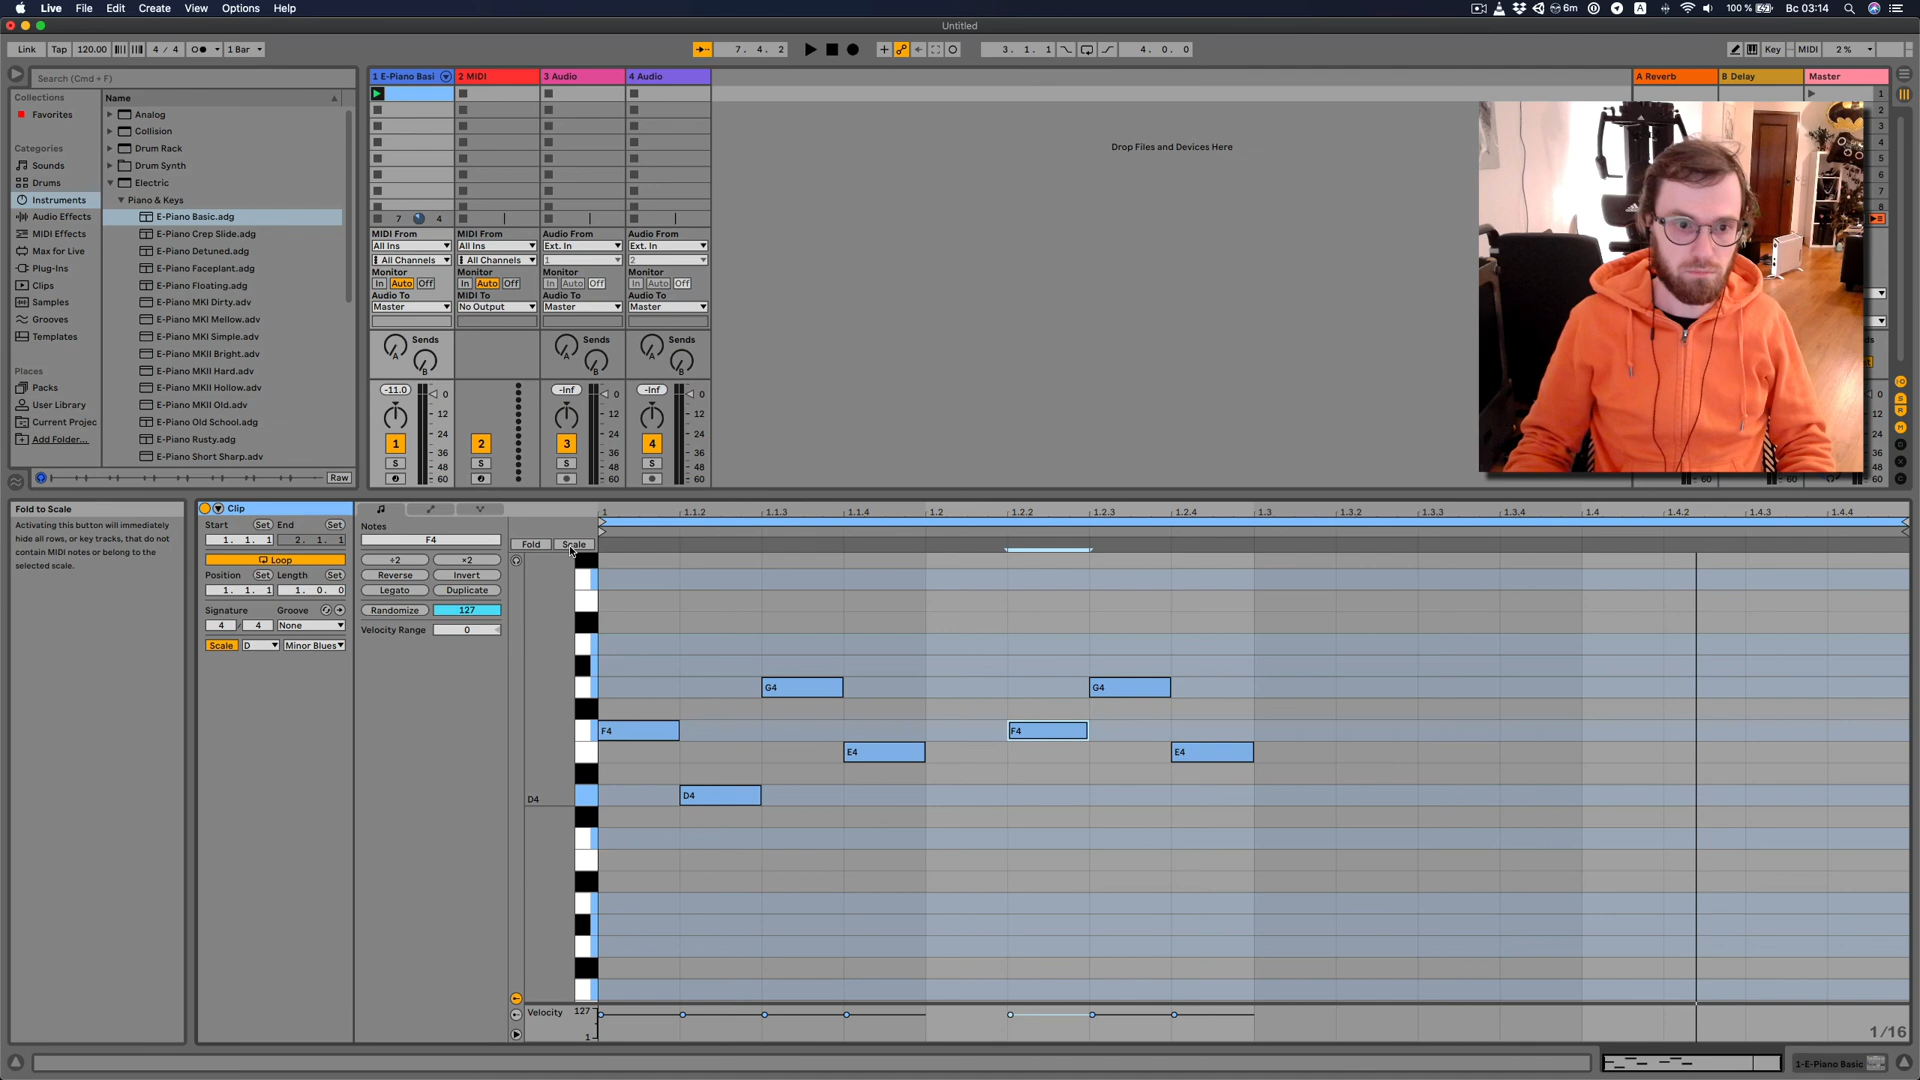 Live File Edit Create View Options Help
6m A 100 % Вс 03:14
Untitled
Link Tap 120.00 4 / 4 1 Bar 7. 4. 2 3. 1. 1 4. 0. 0 Key MIDI 2 %
Search (Cmd + F)
Collections
Favorites
Categories
Sounds
Drums
Instruments
Audio Effects
MIDI Effects
Max for Live
Plug-Ins
Clips
Samples
Grooves
Templates
Places
Packs
User Library
Current Projec
Add Folder...
Name
Analog
Collision
Drum Rack
Drum Synth
Electric
Piano & Keys
E-Piano Basic.adg
E-Piano Crep Slide.adg
E-Piano Detuned.adg
E-Piano Faceplant.adg
E-Piano Floating.adg
E-Piano MKI Dirty.adv
E-Piano MKI Mellow.adv
E-Piano MKI Simple.adv
E-Piano MKII Bright.adv
E-Piano MKII Hard.adv
E-Piano MKII Hollow.adv
E-Piano MKII Old.adv
E-Piano Old School.adv
E-Piano Rusty.adv
E-Piano Short Sharp.adv
Raw
1 E-Piano Basi 2 MIDI 3 Audio 4 Audio A Reverb B Delay Master
1
2
3
4
5
6
7
8
Drop Files and Devices Here
7 4
MIDI From MIDI From Audio From Audio From
All Ins All Ins Ext. In Ext. In
All Channels All Channels 1 2
Monitor Monitor Monitor Monitor
In Auto Off In Auto Off In Auto Off In Auto Off
Audio To MIDI To Audio To Audio To
Master No Output Master Master
Sends Sends Sends
A B A B A B
-11.0 -Inf -Inf
0 0 0
12 12 12
24 24 24
36 36 36
48 48 48
60 60 60 60 60 60
1 2 3 4
S S S S
Fold to Scale
Activating this button will immediately
hide all rows, or key tracks, that do not
contain MIDI notes or belong to the
selected scale.
Clip
Start Set End Set
1. 1. 1 2. 1. 1
Loop
Position Set Length Set
1. 1. 1 1. 0. 0
Signature Groove
4 / 4 None
Scale D Minor Blues
Notes
F4
÷2 ×2
Reverse Invert
Legato Duplicate
Randomize 127
Velocity Range 0
Fold Scale
1 1.1.2 1.1.3 1.1.4 1.2 1.2.2 1.2.3 1.2.4 1.3 1.3.2 1.3.3 1.3.4 1.4 1.4.2 1.4.3 1.4.4
G4 G4
F4 F4
E4 E4
D4 D4
Velocity 127
1
1/16
1-E-Piano Basic